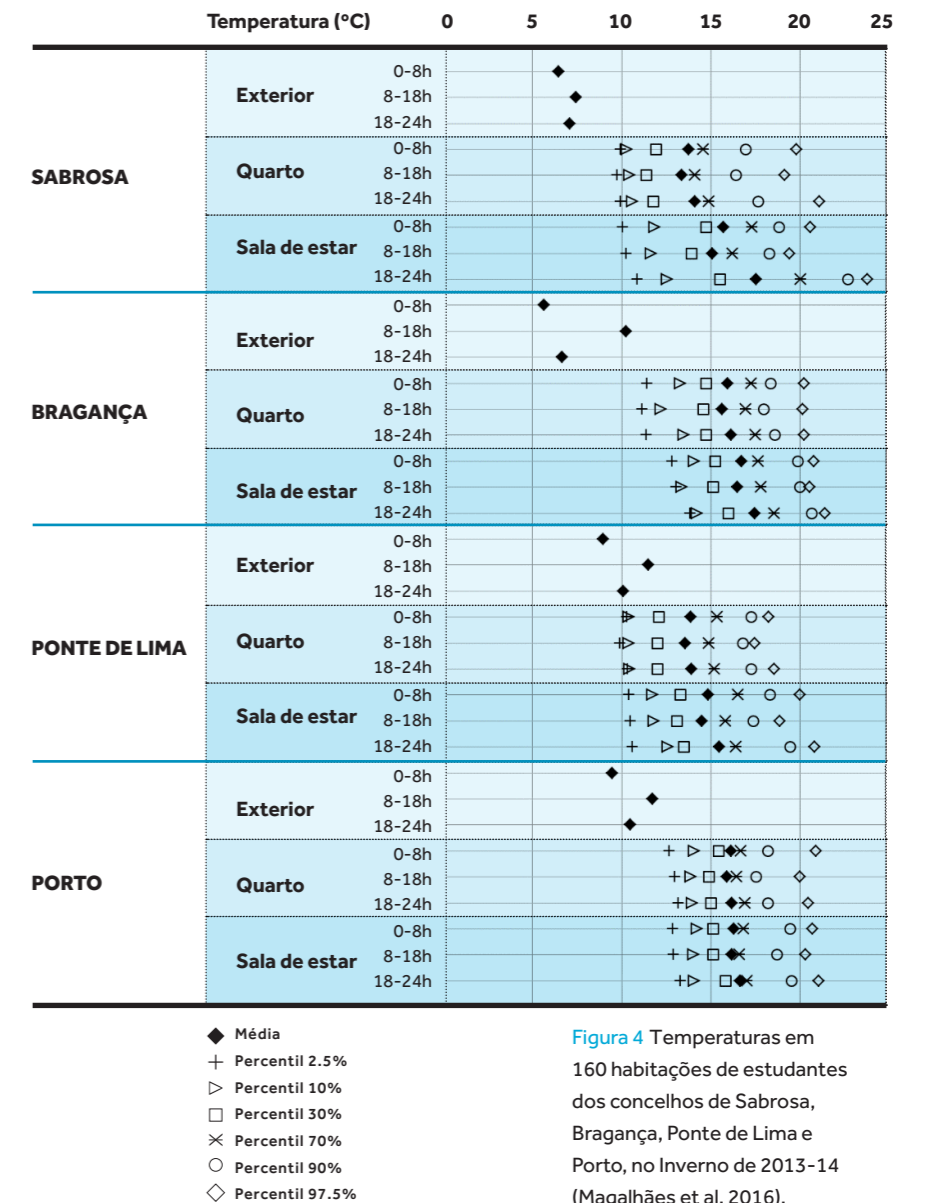 Temperatura (°C) 0 5 10 15 20 25
SABROSA
Exterior
0-8h
8-18h
18-24h
Quarto
0-8h
8-18h
18-24h
Sala de estar
0-8h
8-18h
18-24h
BRAGANÇA
Exterior
0-8h
8-18h
18-24h
Quarto
0-8h
8-18h
18-24h
Sala de estar
0-8h
8-18h
18-24h
PONTE DE LIMA
Exterior
0-8h
8-18h
18-24h
Quarto
0-8h
8-18h
18-24h
Sala de estar
0-8h
8-18h
18-24h
PORTO
Exterior
0-8h
8-18h
18-24h
Quarto
0-8h
8-18h
18-24h
Sala de estar
0-8h
8-18h
18-24h
Média
Percentil 2.5%
Percentil 10%
Percentil 30%
Percentil 70%
Percentil 90%
Percentil 97.5%
Figura 4 Temperaturas em
160 habitações de estudantes
dos concelhos de Sabrosa,
Bragança, Ponte de Lima e
Porto, no Inverno de 2013-14
(Magalhães et al. 2016).